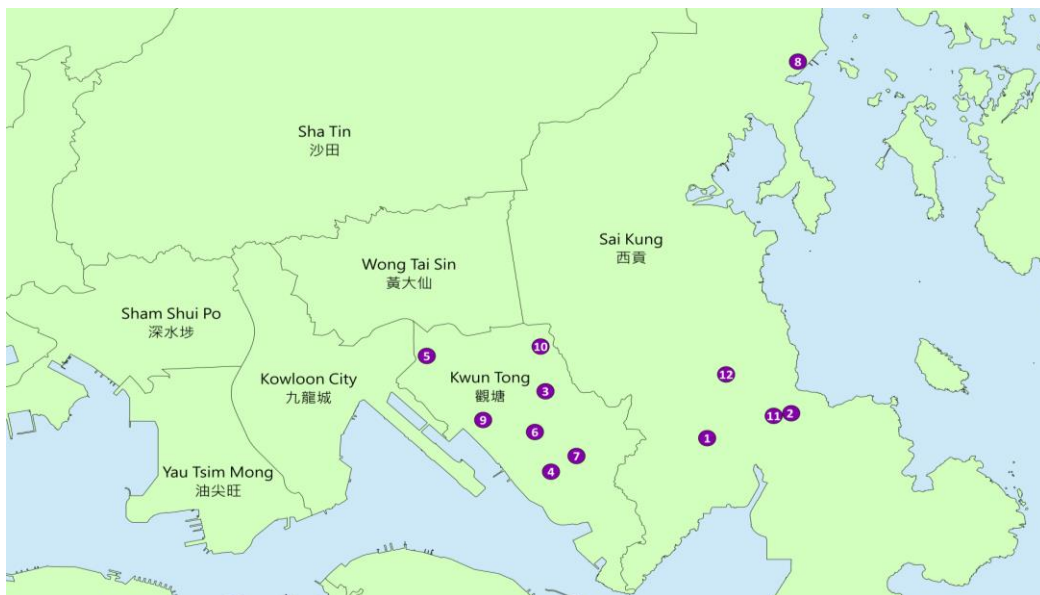 8
Sha Tin
沙田
Sai Kung
西貢
Wong Tai Sin
黃大仙
Sham Shui Po
深水埗
10
5
Kwun Tong
觀塘
Kowloon City
九龍城
12
3
9
6
11
2
1
7
4
Yau Tsim Mong
油尖旺